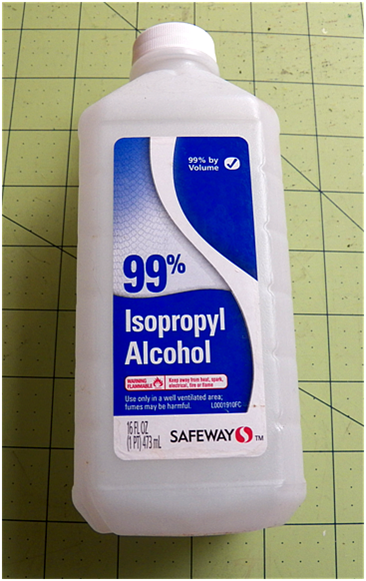 99% by
Volume
99%
Isopropyl
Alcohol
WARNING
FLAMMABLE
Keep away from heat, spark,
electrical, fire or flame
Use only in a well ventilated area;
fumes may be harmful.
L0001910FC
16 FL OZ
(1 PT) 473 mL
SAFEWAY TM